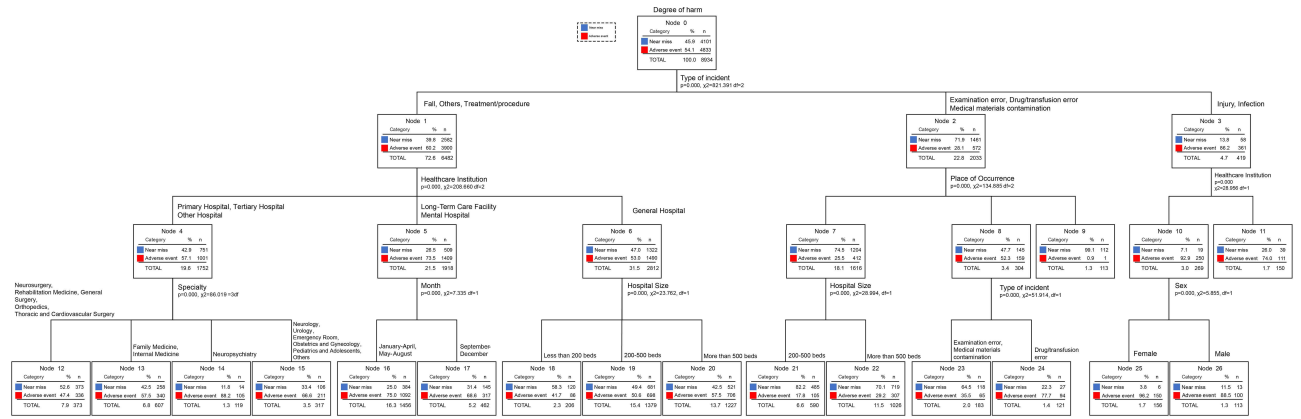 Degree of harm
Near miss
Adverse event
Node 0
Category % n
Near miss 45.9 4101
Adverse event 54.1 4833
TOTAL 100.0 8934
Type of incident
p=0.000, χ2=821.391 df=2
Fall, Others, Treatment/procedure
Examination error, Drug/transfusion error
Medical materials contamination
Injury, Infection
Node 1
Category % n
Near miss 39.8 2582
Adverse event 60.2 3900
TOTAL 72.6 6482
Node 2
Category % n
Near miss 71.9 1461
Adverse event 28.1 572
TOTAL 22.8 2033
Node 3
Category % n
Near miss 13.8 58
Adverse event 86.2 361
TOTAL 4.7 419
Healthcare Institution
p=0.000, χ2=208.660 df=2
Place of Occurrence
p=0.000, χ2=134.885 df=2
Healthcare Institution
p=0.000
χ2=28.956 df=1
Primary Hospital, Tertiary Hospital
Other Hospital
Long-Term Care Facility
Mental Hospital
General Hospital
Node 4
Category % n
Near miss 42.9 751
Adverse event 57.1 1001
TOTAL 19.6 1752
Node 5
Category % n
Near miss 26.5 509
Adverse event 73.5 1409
TOTAL 21.5 1918
Node 6
Category % n
Near miss 47.0 1322
Adverse event 53.0 1490
TOTAL 31.5 2812
Node 7
Category % n
Near miss 74.5 1204
Adverse event 25.5 412
TOTAL 18.1 1616
Node 8
Category % n
Near miss 47.7 145
Adverse event 52.3 159
TOTAL 3.4 304
Node 9
Category % n
Near miss 99.1 112
Adverse event 0.9 1
TOTAL 1.3 113
Node 10
Category % n
Near miss 7.1 19
Adverse event 92.9 250
TOTAL 3.0 269
Node 11
Category % n
Near miss 26.0 39
Adverse event 74.0 111
TOTAL 1.7 150
Specialty
p=0.000, χ2=86.019 =3df
Month
p=0.000, χ2=7.335 df=1
Hospital Size
p=0.000, χ2=23.762, df=1
Hospital Size
p=0.000, χ2=28.994, df=1
Type of incident
p=0.000, χ2=51.914, df=1
Sex
p=0.000, χ2=5.855, df=1
Neurosurgery,
Rehabilitation Medicine, General
Surgery,
Orthopedics,
Thoracic and Cardiovascular Surgery
Family Medicine,
Internal Medicine
Neuropsychiatry
Neurology,
Urology,
Emergency Room,
Obstetrics and Gynecology,
Pediatrics and Adolescents,
Others
January-April,
May-August
September-
December
Less than 200 beds
200-500 beds
More than 500 beds
200-500 beds
More than 500 beds
Examination error,
Medical materials
contamination
Drug/transfusion
error
Female
Male
Node 12
Category % n
Near miss 52.6 373
Adverse event 47.4 336
TOTAL 7.9 373
Node 13
Category % n
Near miss 42.5 258
Adverse event 57.5 340
TOTAL 6.8 607
Node 14
Category % n
Near miss 11.8 14
Adverse event 88.2 105
TOTAL 1.3 119
Node 15
Category % n
Near miss 33.4 106
Adverse event 66.6 211
TOTAL 3.5 317
Node 16
Category % n
Near miss 25.0 364
Adverse event 75.0 1092
TOTAL 16.3 1456
Node 17
Category % n
Near miss 31.4 145
Adverse event 68.6 317
TOTAL 5.2 462
Node 18
Category % n
Near miss 58.3 120
Adverse event 41.7 86
TOTAL 2.3 206
Node 19
Category % n
Near miss 49.4 681
Adverse event 50.6 698
TOTAL 15.4 1379
Node 20
Category % n
Near miss 42.5 521
Adverse event 57.5 706
TOTAL 13.7 1227
Node 21
Category % n
Near miss 82.2 485
Adverse event 17.8 105
TOTAL 6.6 590
Node 22
Category % n
Near miss 70.1 719
Adverse event 29.2 307
TOTAL 11.5 1026
Node 23
Category % n
Near miss 64.5 118
Adverse event 35.5 65
TOTAL 2.0 183
Node 24
Category % n
Near miss 22.3 27
Adverse event 77.7 94
TOTAL 1.4 121
Node 25
Category % n
Near miss 3.8 6
Adverse event 96.2 150
TOTAL 1.7 156
Node 26
Category % n
Near miss 11.5 13
Adverse event 88.5 100
TOTAL 1.3 113